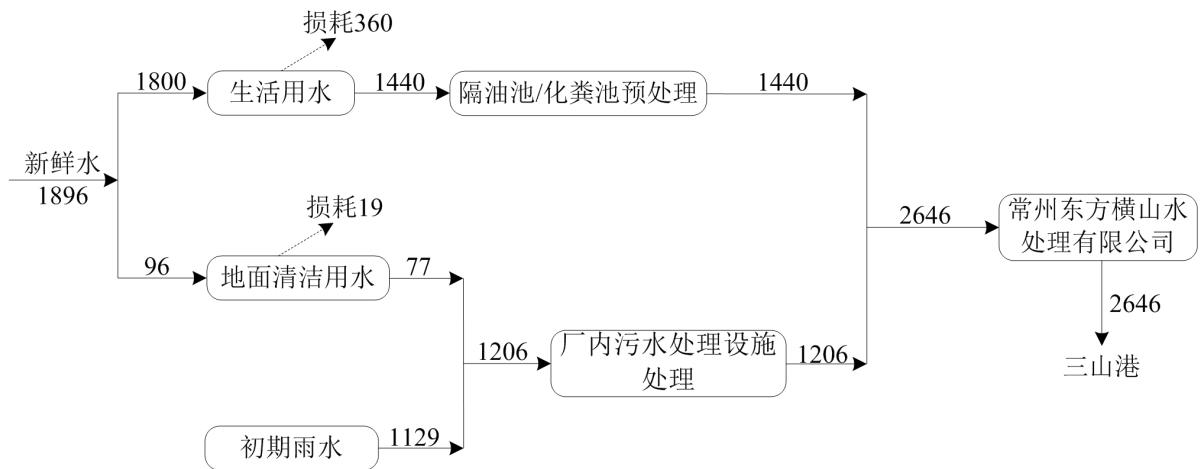 损耗360
1800
生活用水
1440
隔油池/化粪池预处理
1440
新鲜水
1896
损耗19
96
地面清洁用水
77
2646
常州东方横山水
处理有限公司
2646
三山港
1206
厂内污水处理设施
处理
1206
初期雨水
1129